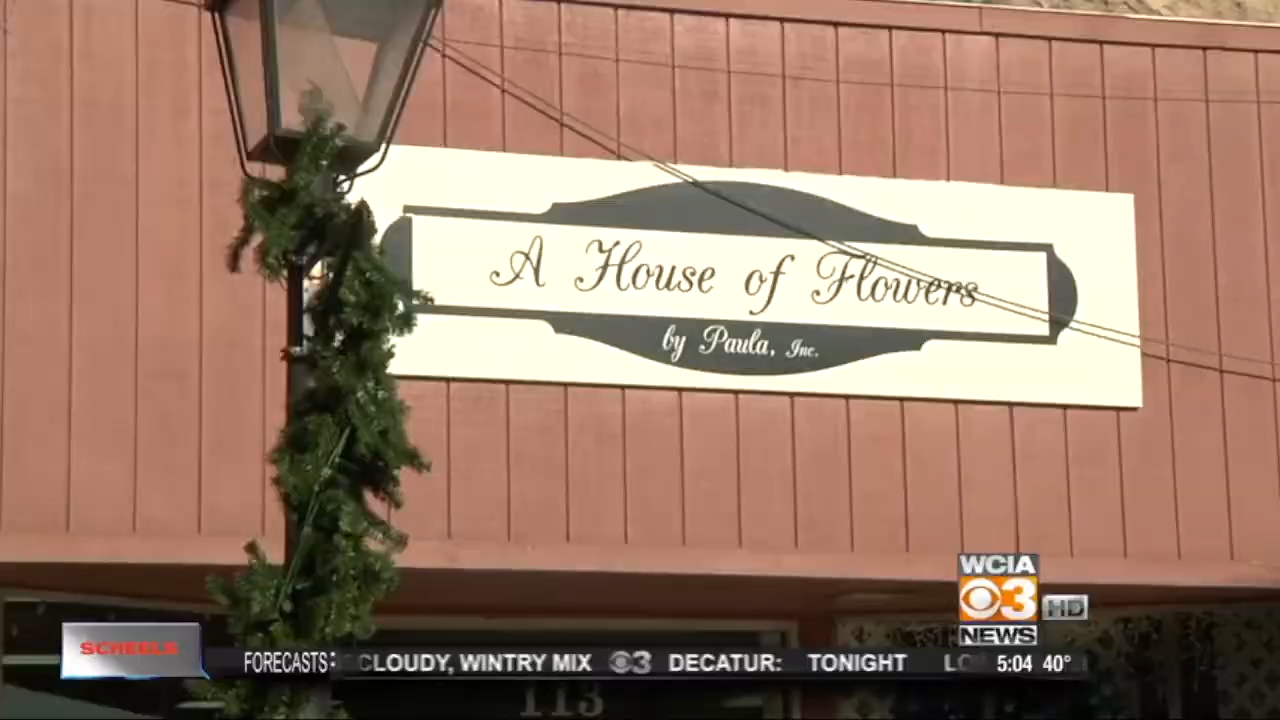 A House of Flowers
by Paula, Inc.
WCIA
3
HD
NEWS
SCHEELS
FORECASTS: CLOUDY, WINTRY MIX 3 DECATUR: TONIGHT LO 5:04 40°
113